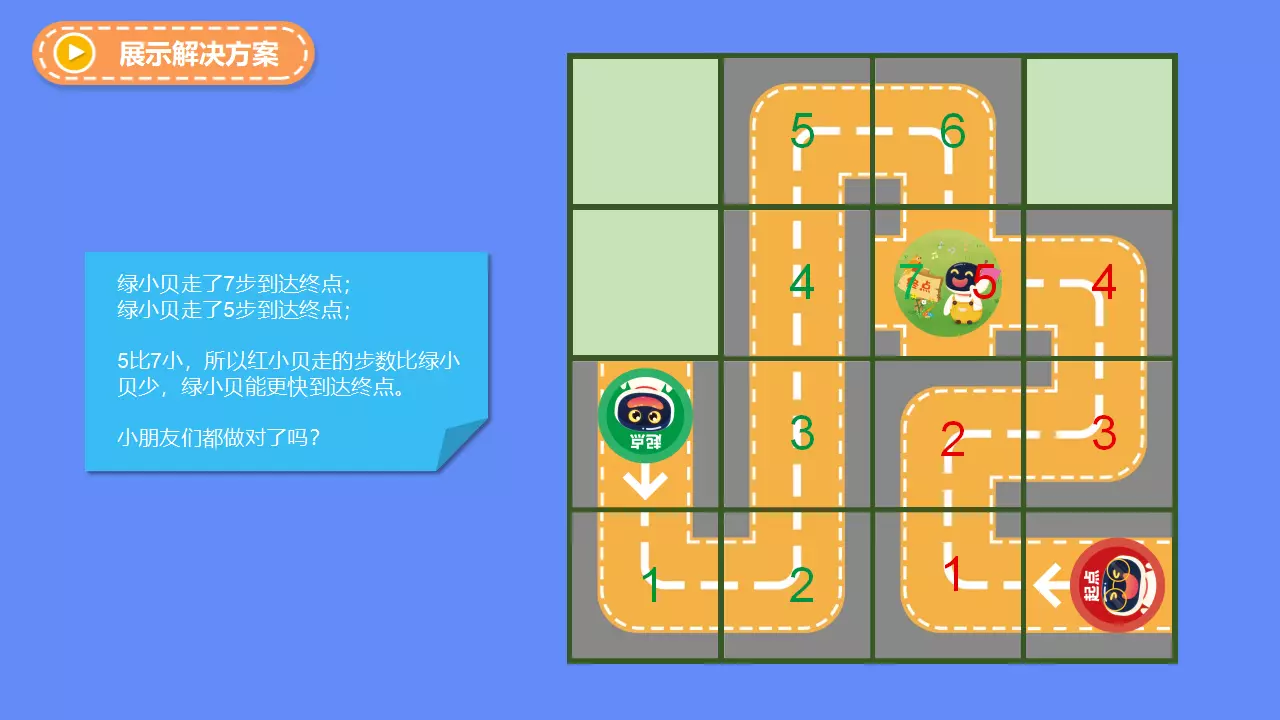 展示解决方案
绿小贝走了7步到达终点；
绿小贝走了5步到达终点；
5比7小，所以红小贝走的步数比绿小
贝少，绿小贝能更快到达终点。
小朋友们都做对了吗？
5 6
4 7 5 4
终点
起点
3 2 3
1 2 1
起点